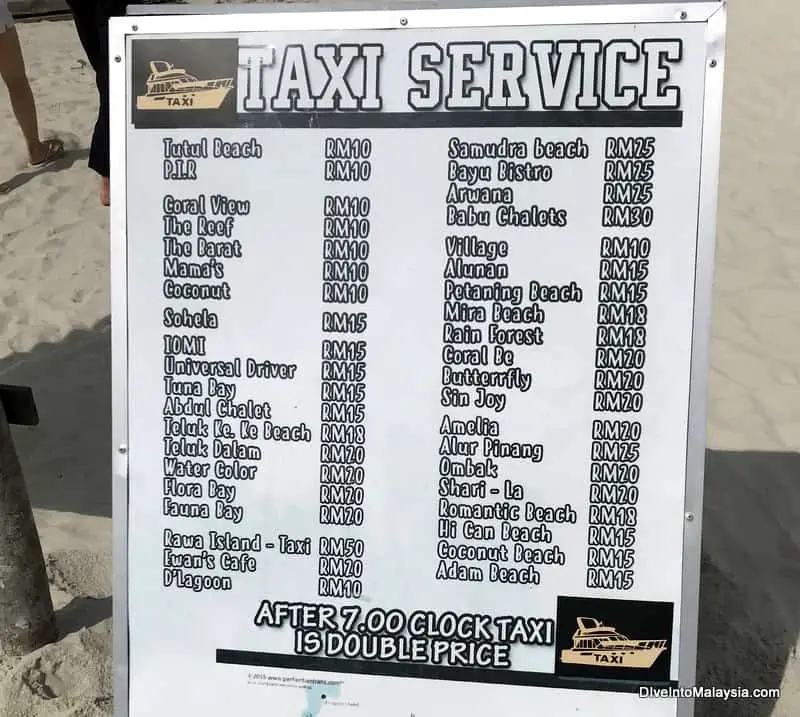 TAXI
TAXI SERVICE
Tutul Beach RM10
P.I.R RM10
Coral View RM10
The Reef RM10
The Barat RM10
Mama's RM10
Coconut RM10
Sohela RM15
IOMI RM15
Universal Driver RM15
Tuna Bay RM15
Abdul Chalet RM15
Teluk Ke. Ke Beach RM18
Teluk Dalam RM20
Water Color RM20
Flora Bay RM20
Fauna Bay RM20
Rawa Island - Taxi RM50
Ewan's Cafe RM20
D'Lagoon RM10
Samudra beach RM25
Bayu Bistro RM25
Arwana RM25
Babu Chalets RM30
Village RM10
Alunan RM15
Petaning Beach RM15
Mira Beach RM18
Rain Forest RM18
Coral Be RM20
Butterrfly RM20
Sin Joy RM20
Amelia RM20
Alur Pinang RM25
Ombak RM20
Shari - La RM20
Romantic Beach RM18
Hi Can Beach RM15
Coconut Beach RM15
Adam Beach RM15
AFTER 7.00 CLOCK TAXI
IS DOUBLE PRICE
TAXI
DIveIntoMalaysia.com